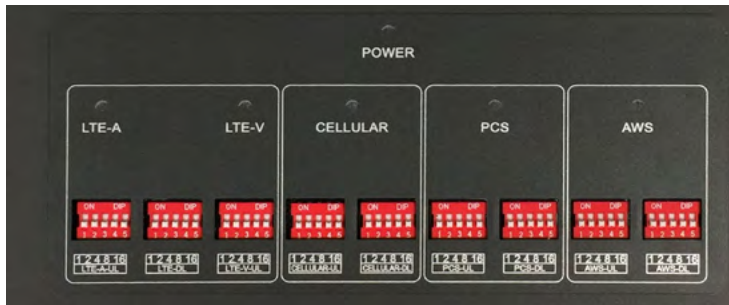 POWER
LTE-A LTE-V CELLULAR PCS AWS
ON DIP ON DIP ON DIP ON DIP ON DIP ON DIP ON DIP ON DIP ON DIP
1 2 3 4 5 1 2 3 4 5 1 2 3 4 5 1 2 3 4 5 1 2 3 4 5 1 2 3 4 5 1 2 3 4 5 1 2 3 4 5 1 2 3 4 5
1 2 4 8 16 1 2 4 8 16 1 2 4 8 16 1 2 4 8 16 1 2 4 8 16 1 2 4 8 16 1 2 4 8 16 1 2 4 8 16 1 2 4 8 16
LTE-A-UL LTE-DL LTE-V-UL CELLULAR-UL CELLULAR-DL PCS-UL PCS-DL AWS-UL AWS-DL